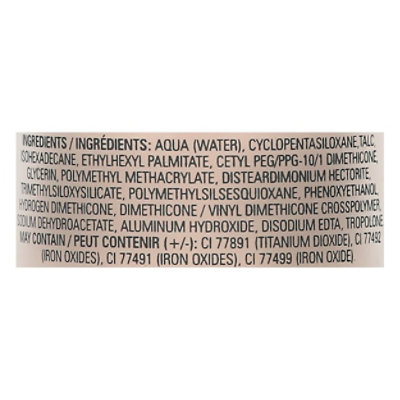 INGREDIENTS / INGRÉDIENTS: AQUA (WATER), CYCLOPENTASILOXANE, TALC,
ISOHEXADECANE, ETHYLHEXYL PALMITATE, CETYL PEG/PPG-10/1 DIMETHICONE,
GLYCERIN, POLYMETHYL METHACRYLATE, DISTEARDIMONIUM HECTORITE,
TRIMETHYLSILOXYSILICATE, POLYMETHYLSILSESQUIOXANE, PHENOXYETHANOL,
HYDROGEN DIMETHICONE, DIMETHICONE / VINYL DIMETHICONE CROSSPOLYMER,
SODIUM DEHYDROACETATE, ALUMINUM HYDROXIDE, DISODIUM EDTA, TROPOLONE
MAY CONTAIN / PEUT CONTENIR (+/-): CI 77891 (TITANIUM DIOXIDE), CI 77492
(IRON OXIDES), CI 77491 (IRON OXIDES), CI 77499 (IRON OXIDE).